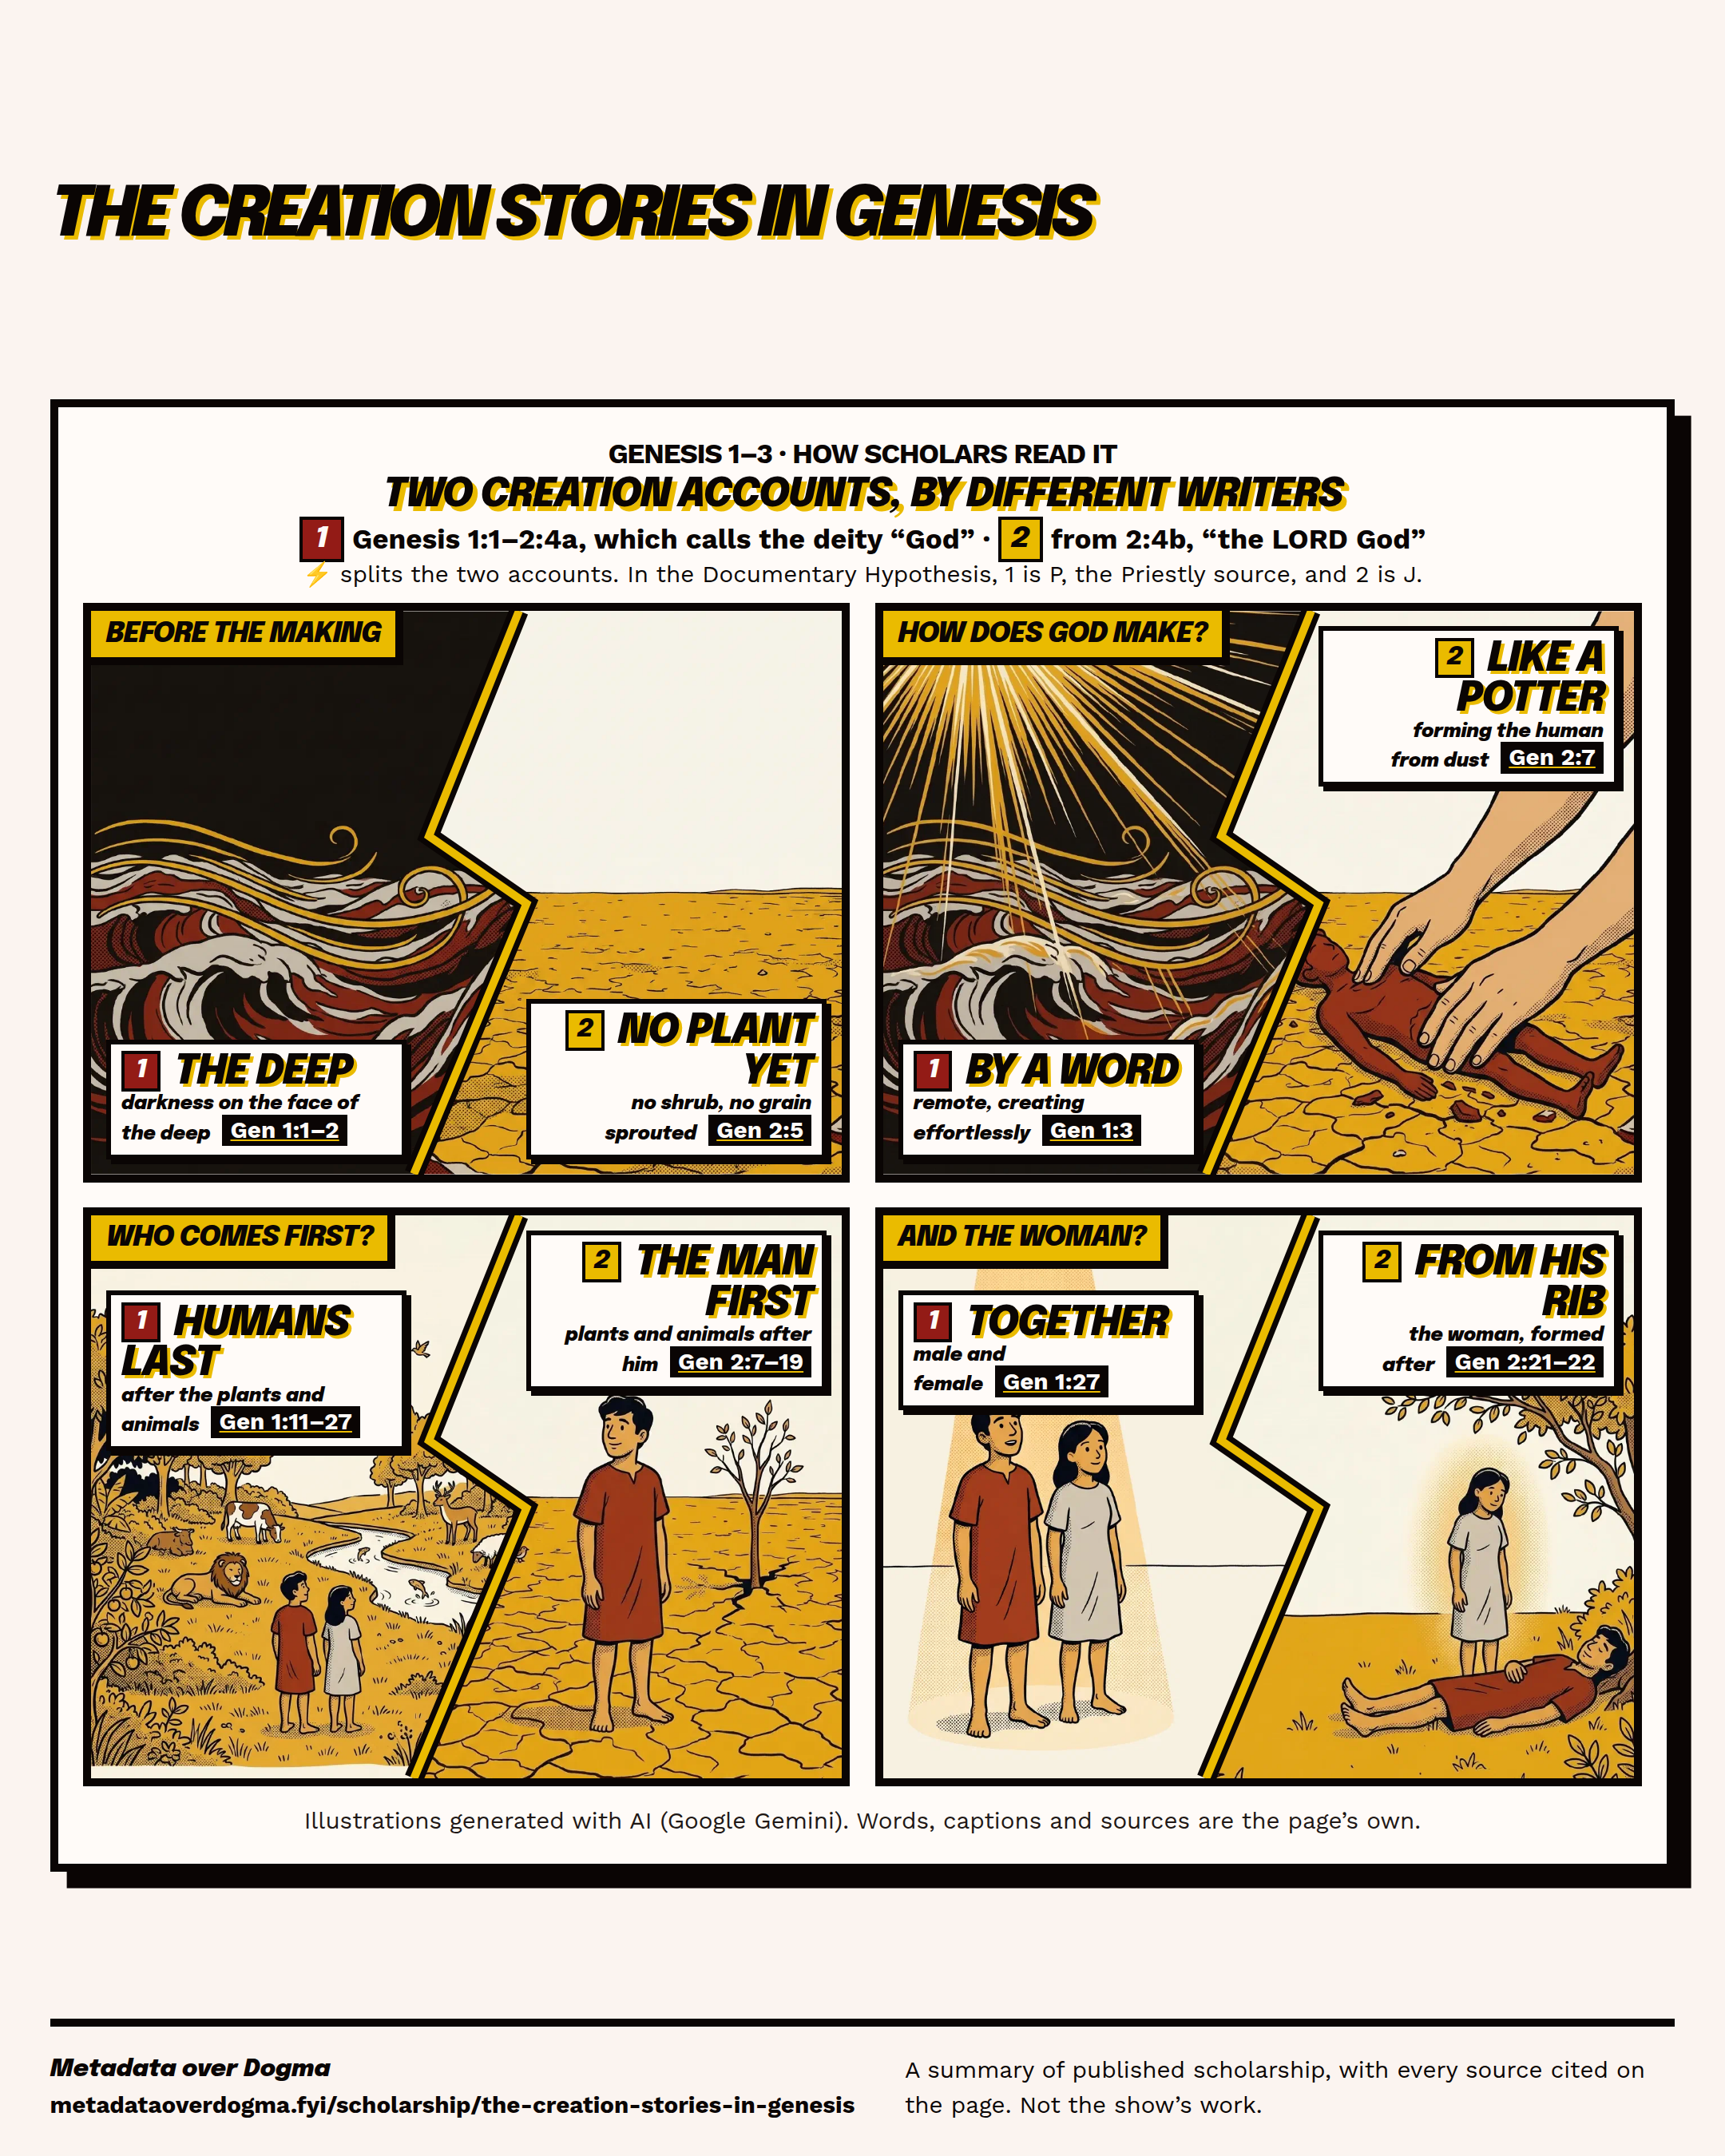 THE CREATION STORIES IN GENESIS
GENESIS 1–3 · HOW SCHOLARS READ IT
TWO CREATION ACCOUNTS, BY DIFFERENT WRITERS
1 Genesis 1:1–2:4a, which calls the deity “God” · 2 from 2:4b, “the LORD God”
⚡ splits the two accounts. In the Documentary Hypothesis, 1 is P, the Priestly source, and 2 is J.
BEFORE THE MAKING
1 THE DEEP
darkness on the face of
the deep Gen 1:1–2
2 NO PLANT
YET
no shrub, no grain
sprouted Gen 2:5
HOW DOES GOD MAKE?
1 BY A WORD
remote, creating
effortlessly Gen 1:3
2 LIKE A
POTTER
forming the human
from dust Gen 2:7
WHO COMES FIRST?
1 HUMANS
LAST
after the plants and
animals Gen 1:11–27
2 THE MAN
FIRST
plants and animals after
him Gen 2:7–19
AND THE WOMAN?
1 TOGETHER
male and
female Gen 1:27
2 FROM HIS
RIB
the woman, formed
after Gen 2:21–22
Illustrations generated with AI (Google Gemini). Words, captions and sources are the page’s own.
Metadata over Dogma
metadataoverdogma.fyi/scholarship/the-creation-stories-in-genesis
A summary of published scholarship, with every source cited on
the page. Not the show’s work.